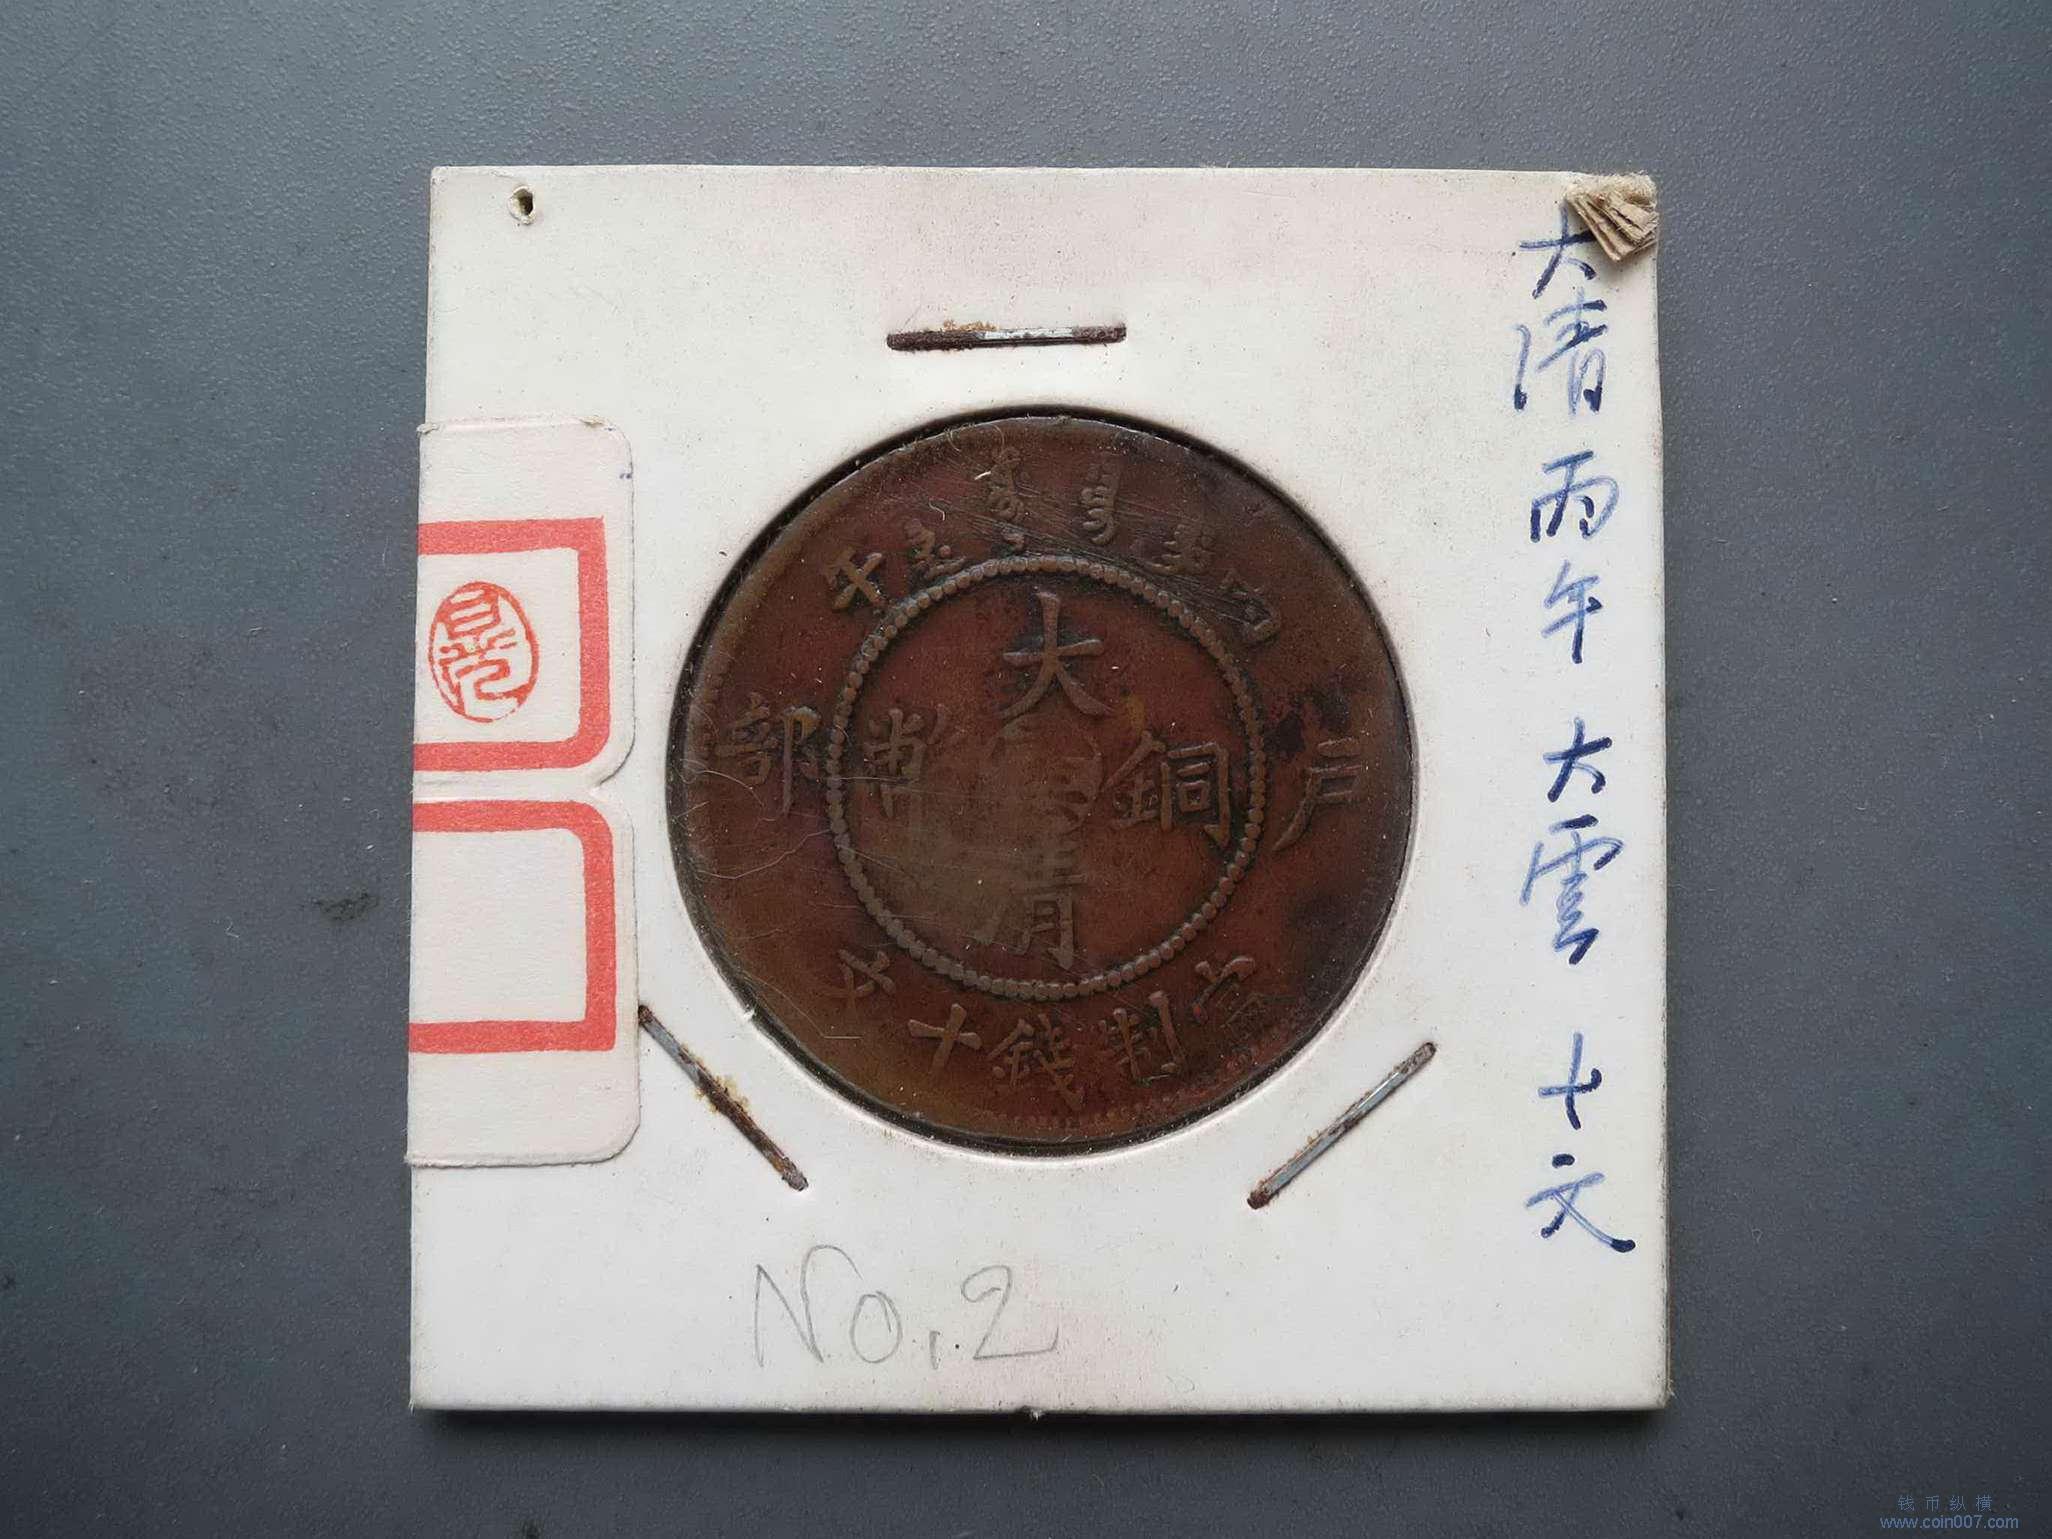 大清丙午大雲十文
午 丙
大
部 幣 銅 戶
清
文十錢制當
No.2
钱币纵横
www.coin007.com